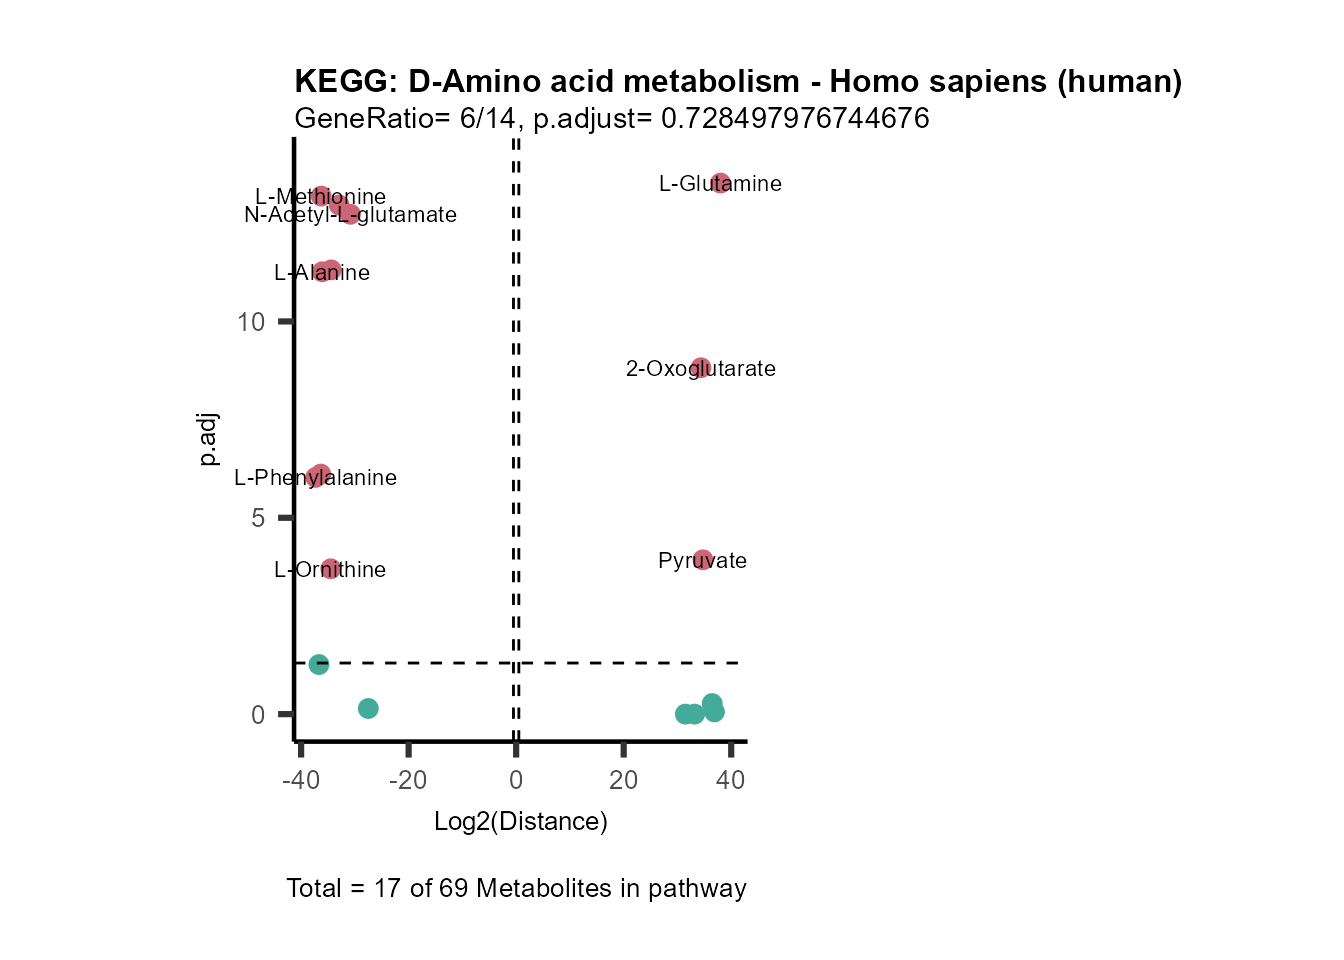 KEGG: D-Amino acid metabolism - Homo sapiens (human)
GeneRatio= 6/14, p.adjust= 0.728497976744676
L-Glutamine
L-Methionine
N-Acetyl-L-glutamate
L-Alanine
10
2-Oxoglutarate
p.adj
L-Phenylalanine
5
Pyruvate
L-Ornithine
0
-40 -20 0 20 40
Log2(Distance)
Total = 17 of 69 Metabolites in pathway